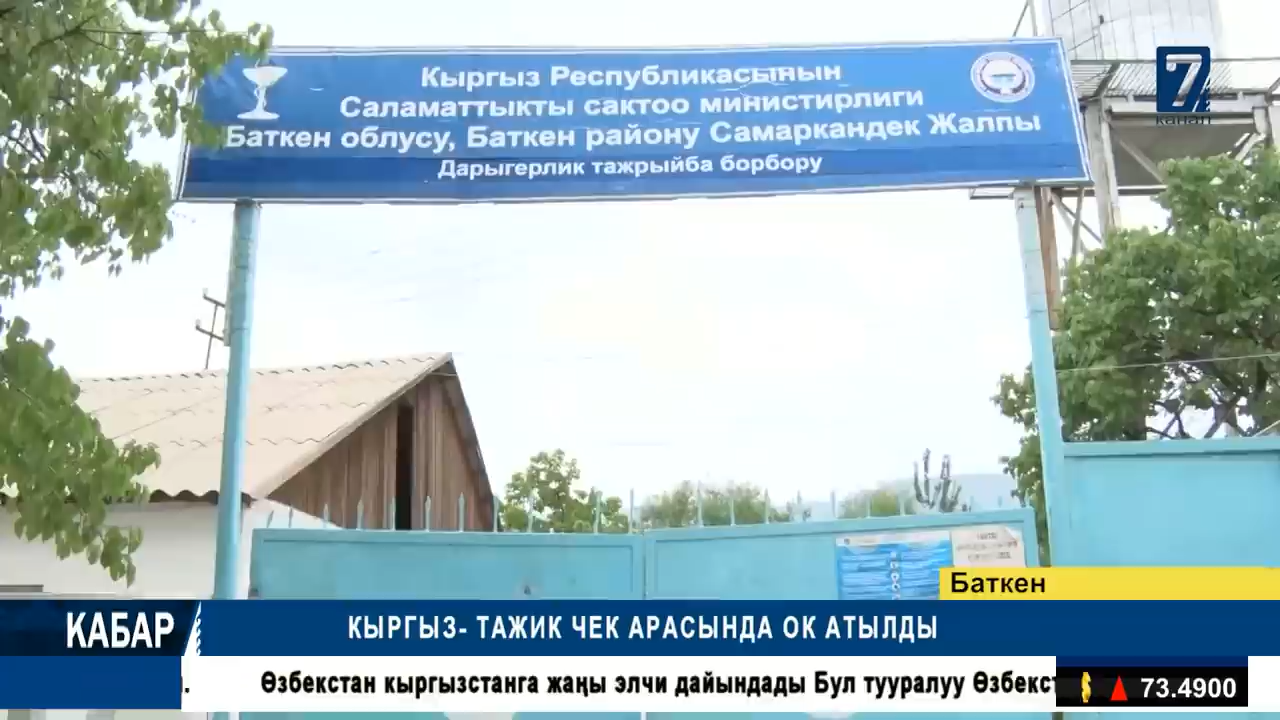 Кыргыз Республикасынын
Саламаттыкты сактоо министирлиги
Баткен облусу, Баткен району Самаркандек Жалпы
Дарыгерлик тажрыйба борбору
7
канал
Баткен
КАБАР
КЫРГЫЗ- ТАЖИК ЧЕК АРАСЫНДА ОК АТЫЛДЫ
Өзбекстан кыргызстанга жаңы элчи дайындады Бул тууралуу Өзбекст
73.4900